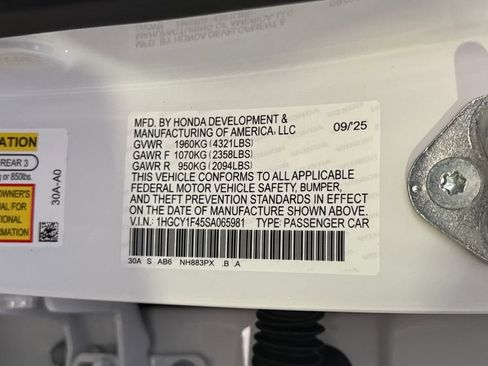 MFD. BY HONDA DEVELOPMENT & 09/'25
MANUFACTURING OF AMERICA, LLC
GVWR 1960KG(4321LBS)
GAWR F 1070KG(2358LBS)
GAWR R 950KG(2094LBS)
THIS VEHICLE CONFORMS TO ALL APPLICABLE
FEDERAL MOTOR VEHICLE SAFETY, BUMPER,
AND THEFT PREVENTION STANDARDS IN EFFECT
ON THE DATE OF MANUFACTURE SHOWN ABOVE.
V.I.N.: 1HGCY1F45SA065981 TYPE: PASSENGER CAR
30A S AB6 NH883PX .B .A
ATION
REAR 3
or 850lbs.
OWNER'S
UAL FOR
TIONAL
30A-A0